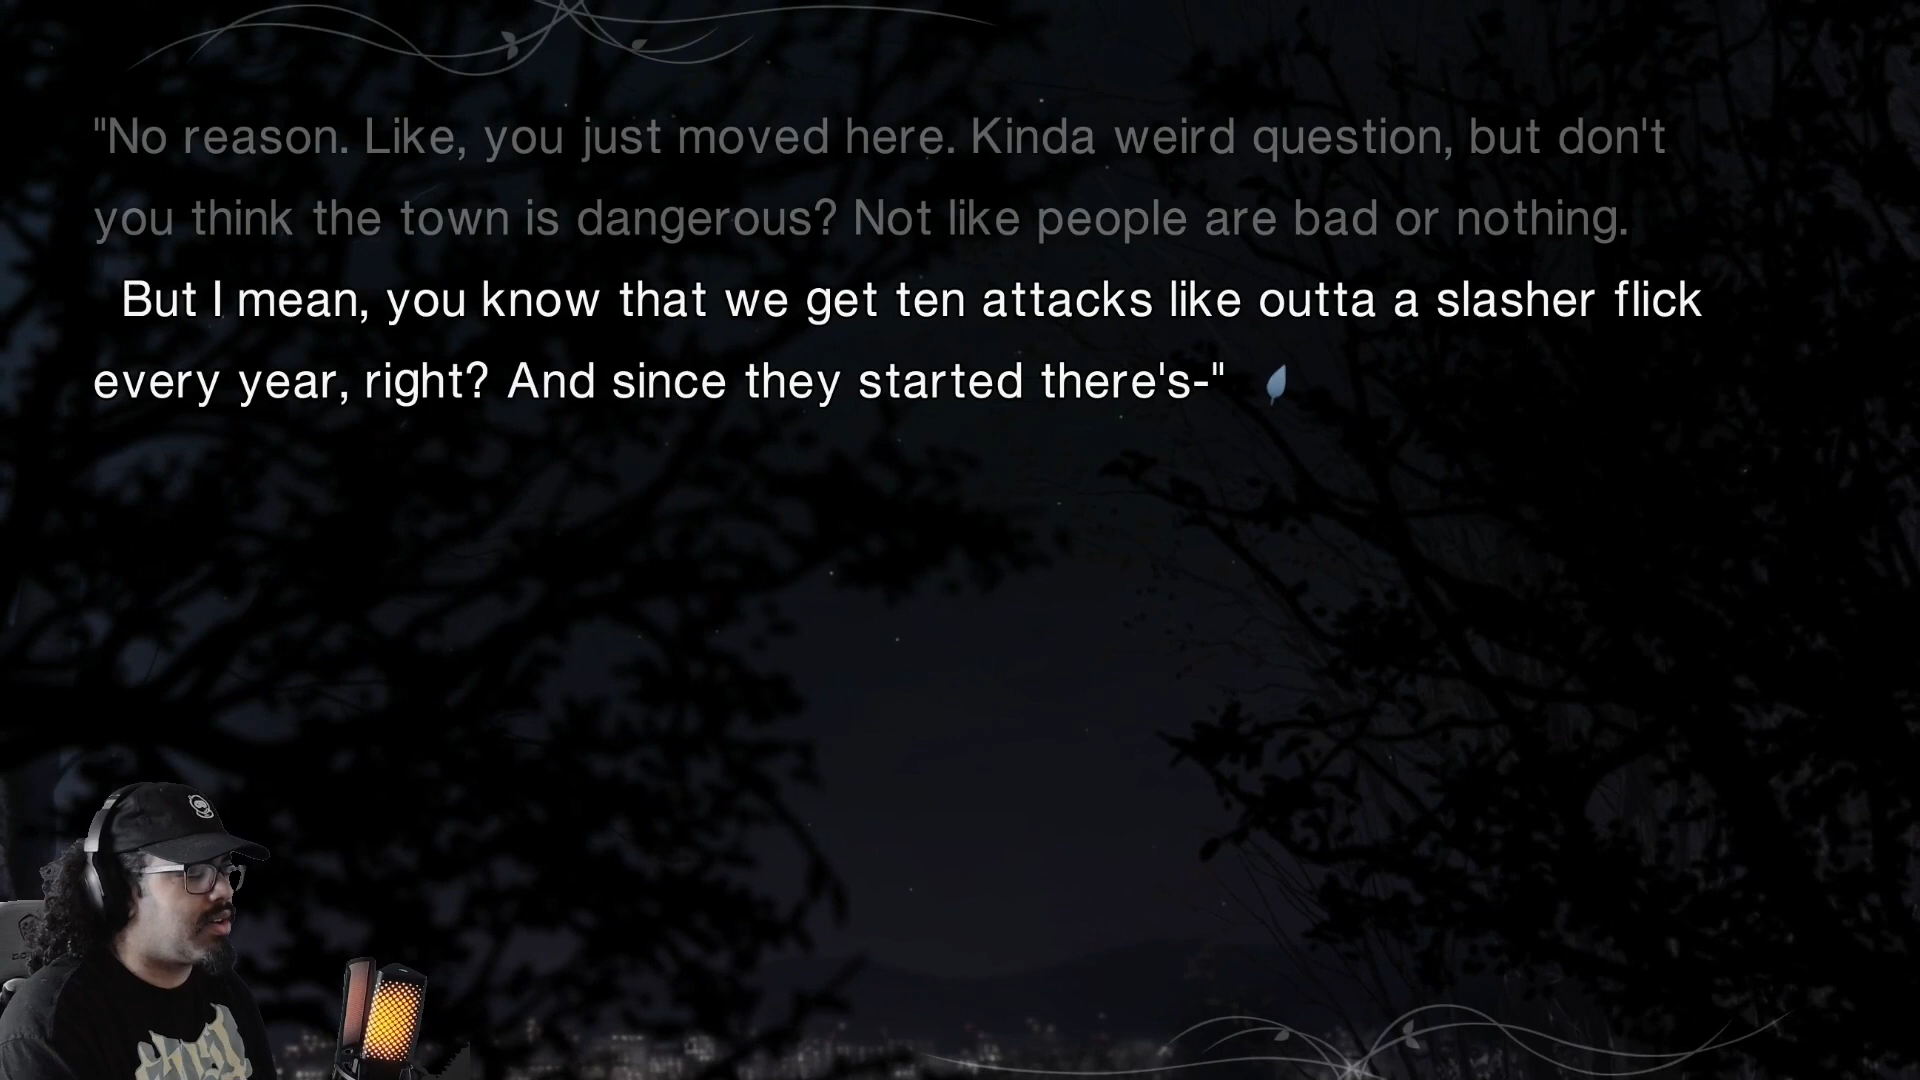 "No reason. Like, you just moved here. Kinda weird question, but don't
you think the town is dangerous? Not like people are bad or nothing.
But I mean, you know that we get ten attacks like outta a slasher flick
every year, right? And since they started there's-"